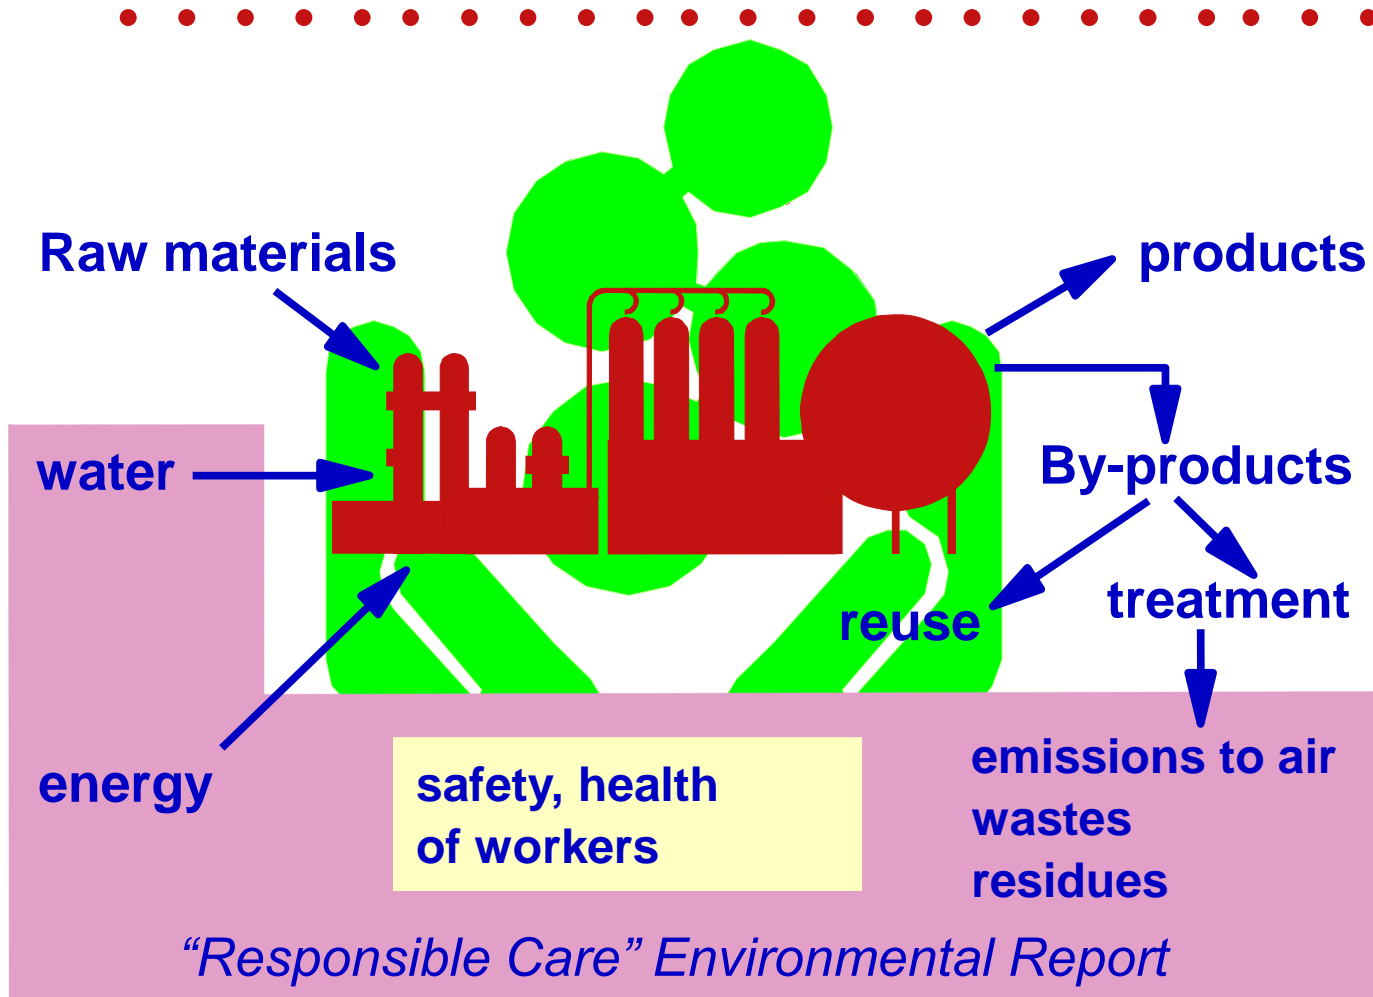 Raw materials
products
water
By-products
reuse
treatment
energy
safety, health
of workers
emissions to air
wastes
residues
“Responsible Care” Environmental Report